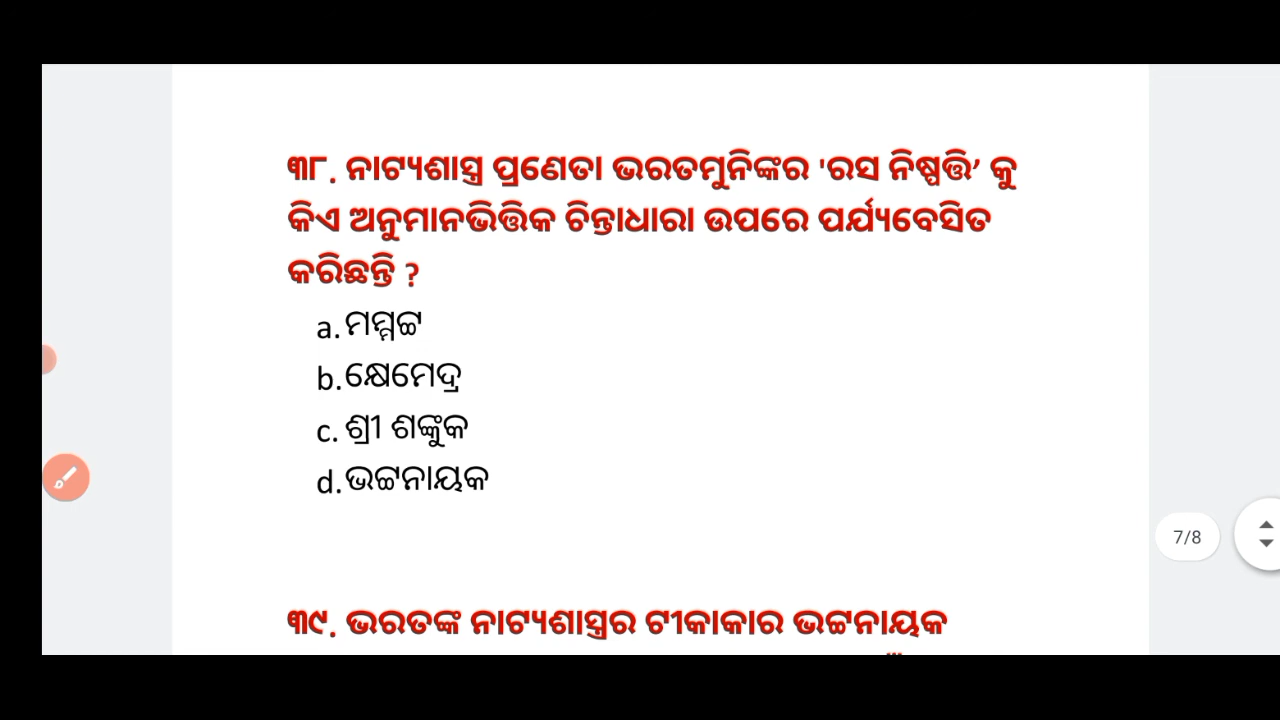 ୩୮. ନାଟ୍ୟଶାସ୍ତ୍ର ପ୍ରଣେତା ଭରତମୁନିଙ୍କର 'ରସ ନିଷ୍ପତ୍ତି’ କୁ
କିଏ ଅନୁମାନଭିତ୍ତିକ ଚିନ୍ତାଧାରା ଉପରେ ପର୍ଯ୍ୟବେସିତ
କରିଛନ୍ତି ?
a. ମମ୍ମଟ୍ଟ
b. କ୍ଷେମେଦ୍ର
c. ଶ୍ରୀ ଶଙ୍କୁକ
d. ଭଟ୍ଟନାୟକ
7/8
୩୯. ଭରତଙ୍କ ନାଟ୍ୟଶାସ୍ତ୍ରର ଟୀକାକାର ଭଟ୍ଟନାୟକ